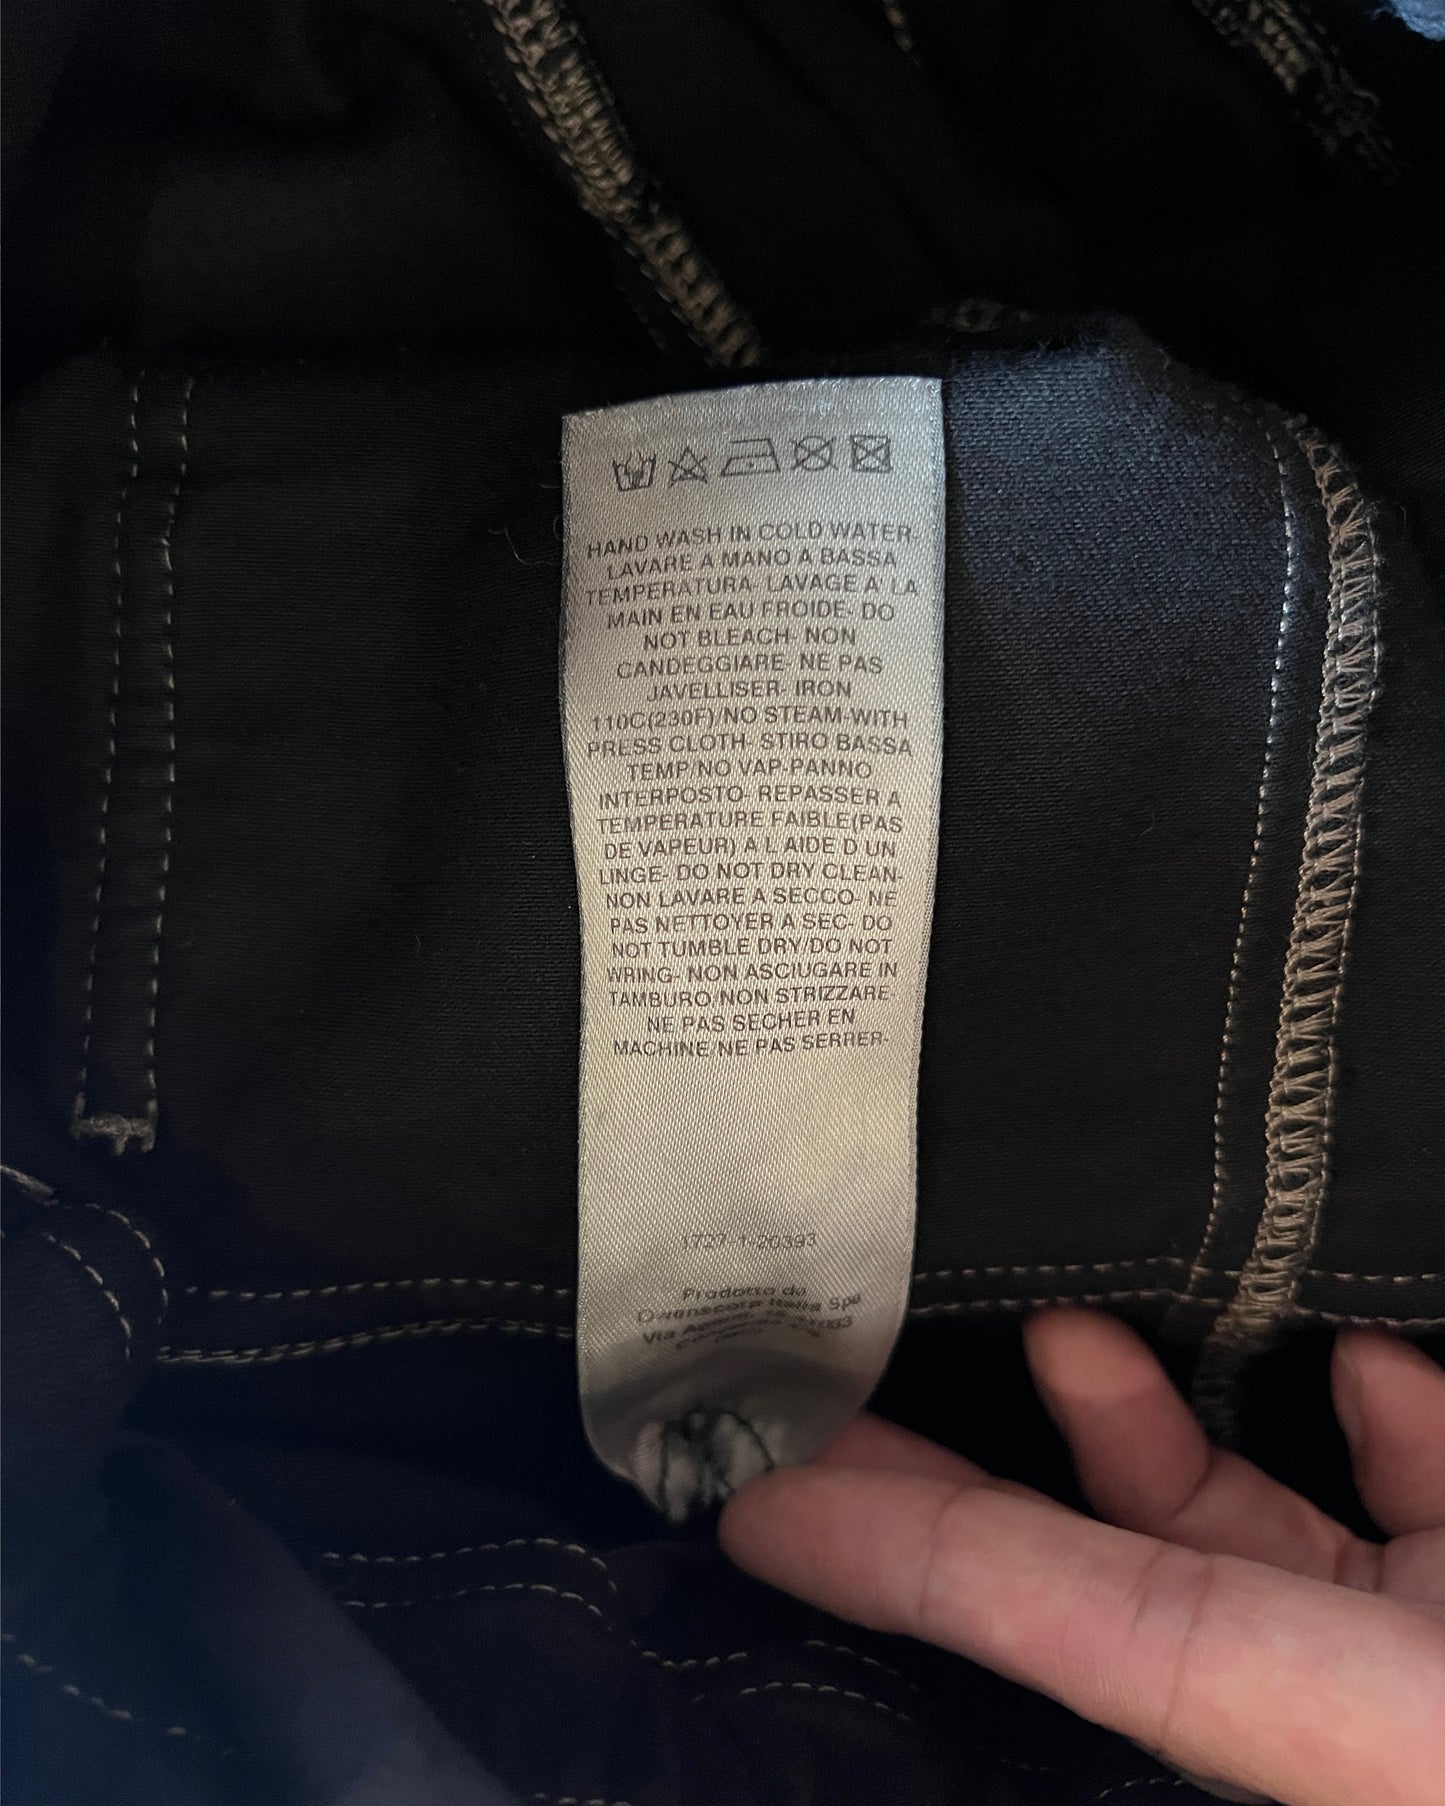 HAND WASH IN COLD WATER-
LAVARE A MANO A BASSA
TEMPERATURA- LAVAGE A LA
MAIN EN EAU FROIDE- DO
NOT BLEACH- NON
CANDEGGIARE- NE PAS
JAVELLISER- IRON
110C(230F)/NO STEAM-WITH
PRESS CLOTH- STIRO BASSA
TEMP/NO VAP-PANNO
INTERPOSTO- REPASSER A
TEMPERATURE FAIBLE(PAS
DE VAPEUR) A L AIDE D UN
LINGE- DO NOT DRY CLEAN-
NON LAVARE A SECCO- NE
PAS NETTOYER A SEC- DO
NOT TUMBLE DRY/DO NOT
WRING- NON ASCIUGARE IN
TAMBURO/NON STRIZZARE-
NE PAS SECHER EN
MACHINE/NE PAS SERRER-
1727-1-20393
Prodotto da
Owenscorp Italia Spa
Via